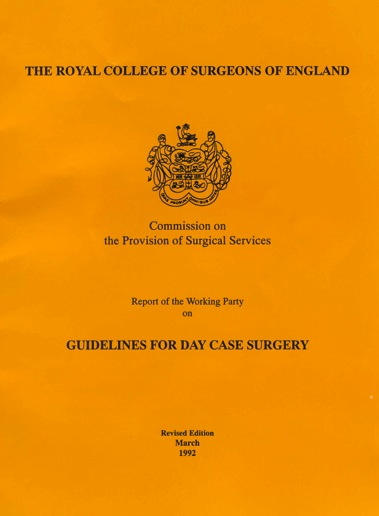 THE ROYAL COLLEGE OF SURGEONS OF ENGLAND
Commission on
the Provision of Surgical Services
Report of the Working Party
on
GUIDELINES FOR DAY CASE SURGERY
Revised Edition
March
1992